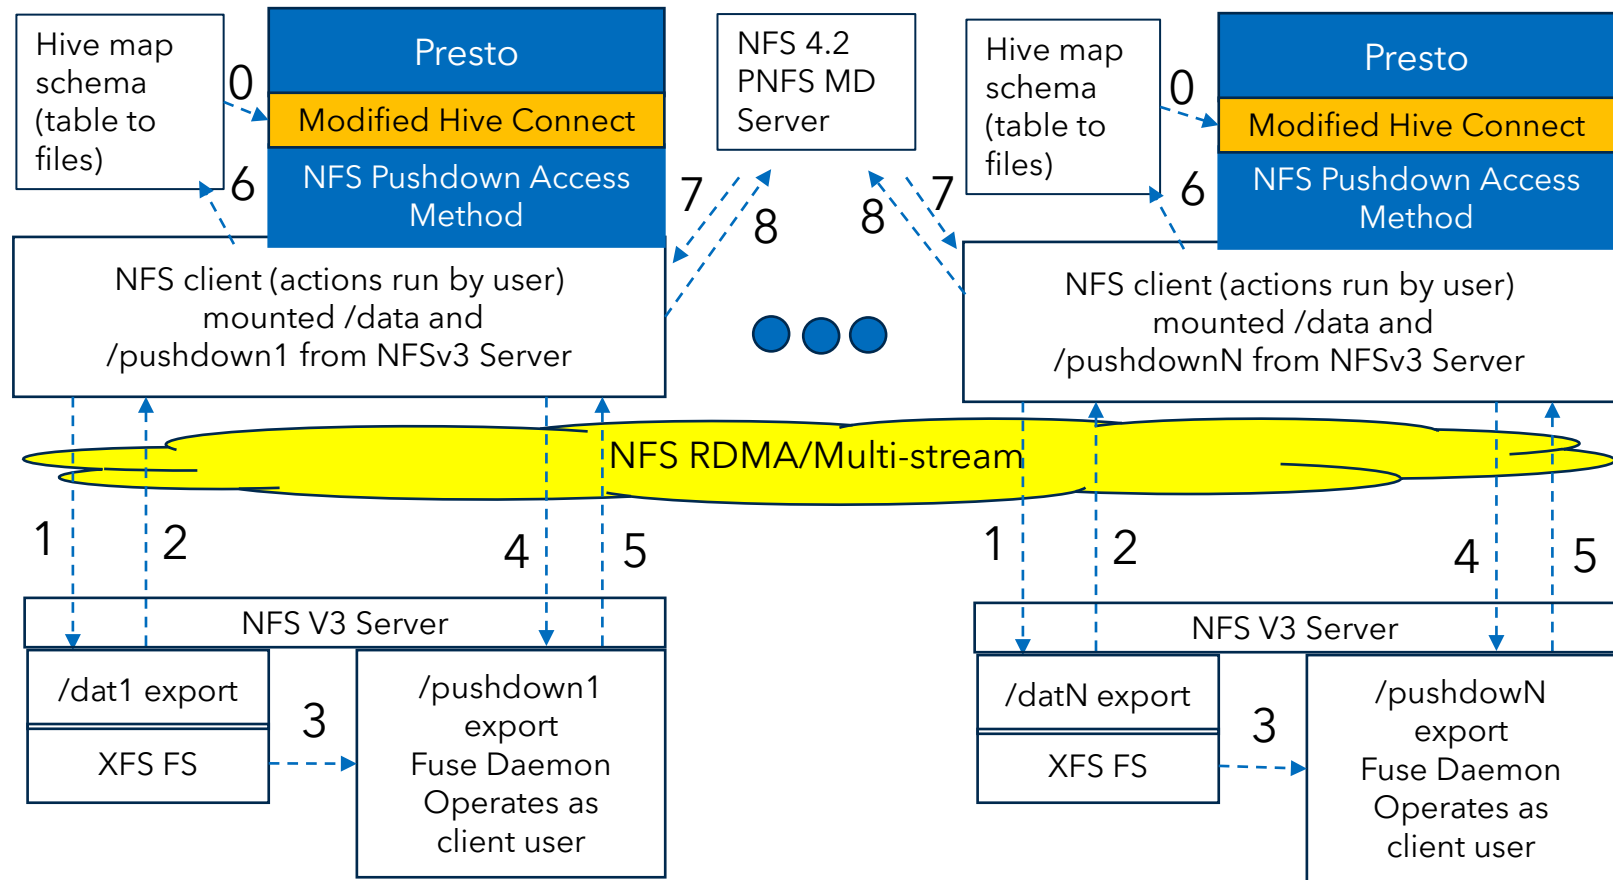 Hive map
schema
(table to
files)
0
Presto
Modified Hive Connect
NFS Pushdown Access
Method
6
NFS 4.2
PNFS MD
Server
7
8
8
7
Hive map
schema
(table to
files)
0
Presto
Modified Hive Connect
NFS Pushdown Access
Method
6
NFS client (actions run by user)
mounted /data and
/pushdown1 from NFSv3 Server
NFS client (actions run by user)
mounted /data and
/pushdownN from NFSv3 Server
NFS RDMA/Multi-stream
1
2
4
5
1
2
4
5
NFS V3 Server
/dat1 export
XFS FS
3
/pushdown1
export
Fuse Daemon
Operates as
client user
NFS V3 Server
/datN export
XFS FS
3
/pushdowN
export
Fuse Daemon
Operates as
client user